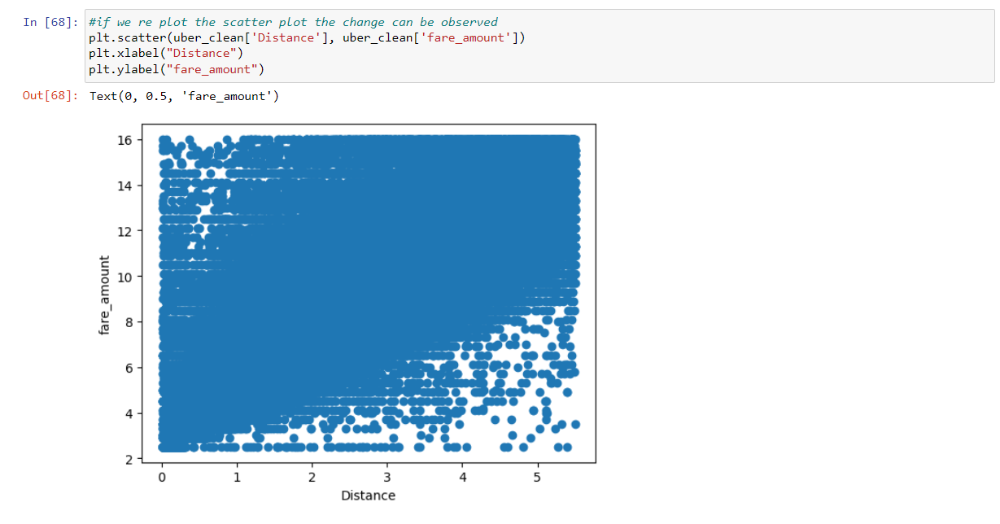 In [68]: #if we re plot the scatter plot the change can be observed
plt.scatter(uber_clean['Distance'], uber_clean['fare_amount'])
plt.xlabel("Distance")
plt.ylabel("fare_amount")
Out[68]: Text(0, 0.5, 'fare_amount')
16
14
12
10
8
6
4
2
fare_amount
0 1 2 3 4 5
Distance